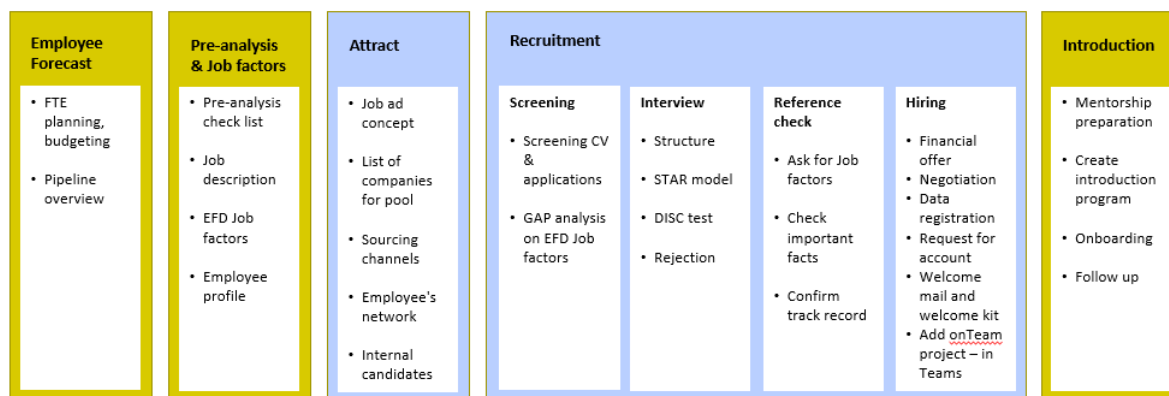 Employee
Forecast
• FTE
planning,
budgeting
• Pipeline
overview
Pre-analysis
& Job factors
• Pre-analysis
check list
• Job
description
• EFD Job
factors
• Employee
profile
Attract
• Job ad
concept
• List of
companies
for pool
• Sourcing
channels
• Employee's
network
• Internal
candidates
Recruitment
Screening
• Screening CV
&
applications
• GAP analysis
on EFD Job
factors
Interview
• Structure
• STAR model
• DISC test
• Rejection
Reference
check
• Ask for Job
factors
• Check
important
facts
• Confirm
track record
Hiring
• Financial
offer
• Negotiation
• Data
registration
• Request for
account
• Welcome
mail and
welcome kit
• Add onTeam
project – in
Teams
Introduction
• Mentorship
preparation
• Create
introduction
program
• Onboarding
• Follow up